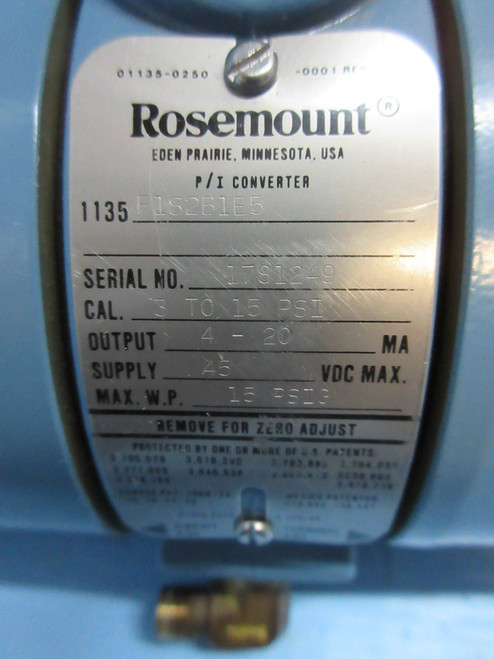 01135-0250 -0001 REV
Rosemount®
EDEN PRAIRIE, MINNESOTA, USA
P/I CONVERTER
1135 F1S2B1E5
SERIAL NO. 1781249
CAL. 3 TO 15 PSI
OUTPUT 4 - 20 MA
SUPPLY 45 VDC MAX.
MAX. W.P. 15 PSIG
REMOVE FOR ZERO ADJUST
PROTECTED BY ONE OR MORE OF U.S. PATENTS: